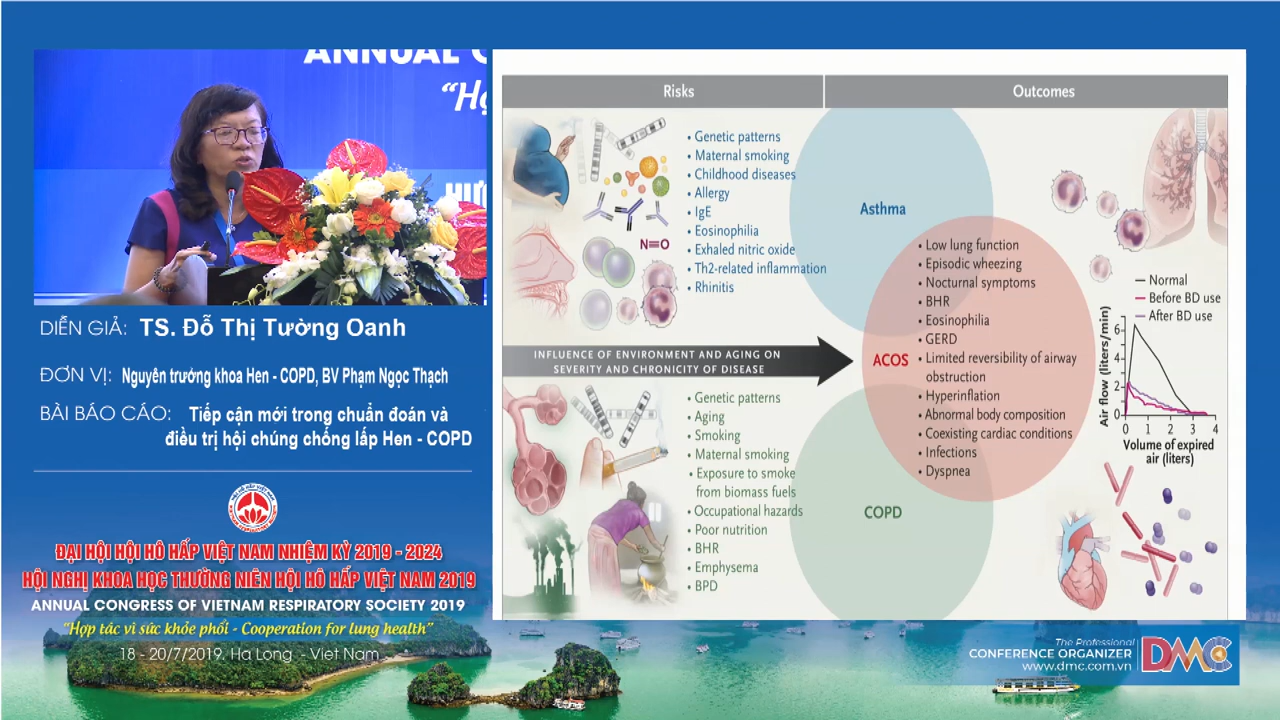 ANNUAL C
“Hợ
DIỄN GIẢ: TS. Đỗ Thị Tường Oanh
ĐƠN VỊ: Nguyên trưởng khoa Hen - COPD, BV Phạm Ngọc Thạch
BÀI BÁO CÁO: Tiếp cận mới trong chuẩn đoán và
điều trị hội chứng chồng lấp Hen - COPD
ĐẠI HỘI HỘI HÔ HẤP VIỆT NAM NHIỆM KỲ 2019 - 2024
HỘI NGHỊ KHOA HỌC THƯỜNG NIÊN HỘI HÔ HẤP VIỆT NAM 2019
ANNUAL CONGRESS OF VIETNAM RESPIRATORY SOCIETY 2019
“Hợp tác vì sức khỏe phổi - Cooperation for lung health”
18 - 20/7/2019. Ha Long - Viet Nam
Risks
Outcomes
• Genetic patterns
• Maternal smoking
• Childhood diseases
• Allergy
• IgE
• Eosinophilia
• Exhaled nitric oxide
• Th2-related inflammation
• Rhinitis
N≡O
INFLUENCE OF ENVIRONMENT AND AGING ON
SEVERITY AND CHRONICITY OF DISEASE
• Genetic patterns
• Aging
• Smoking
• Maternal smoking
• Exposure to smoke
from biomass fuels
• Occupational hazards
• Poor nutrition
• BHR
• Emphysema
• BPD
Asthma
ACOS
COPD
• Low lung function
• Episodic wheezing
• Nocturnal symptoms
• BHR
• Eosinophilia
• GERD
• Limited reversibility of airway
obstruction
• Hyperinflation
• Abnormal body composition
• Coexisting cardiac conditions
• Infections
• Dyspnea
Normal
Before BD use
After BD use
Air flow (liters/min)
6
4
2
0
0 1 2 3 4
Volume of expired
air (liters)
The Professional
CONFERENCE ORGANIZER
www.dmc.com.vn
DMC